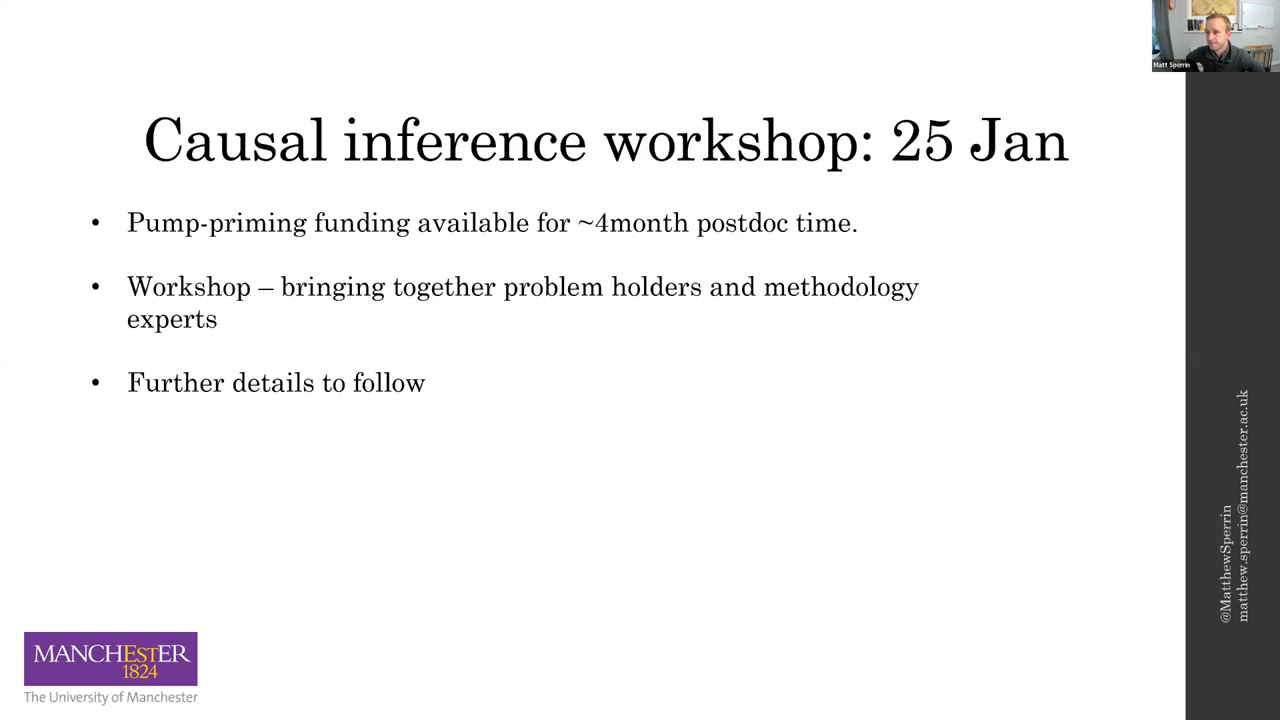 Matt Sperrin
Causal inference workshop: 25 Jan
• Pump-priming funding available for ~4month postdoc time.
• Workshop – bringing together problem holders and methodology
experts
• Further details to follow
@MatthewSperrin
matthew.sperrin@manchester.ac.uk
MANCHESTER
1824
The University of Manchester